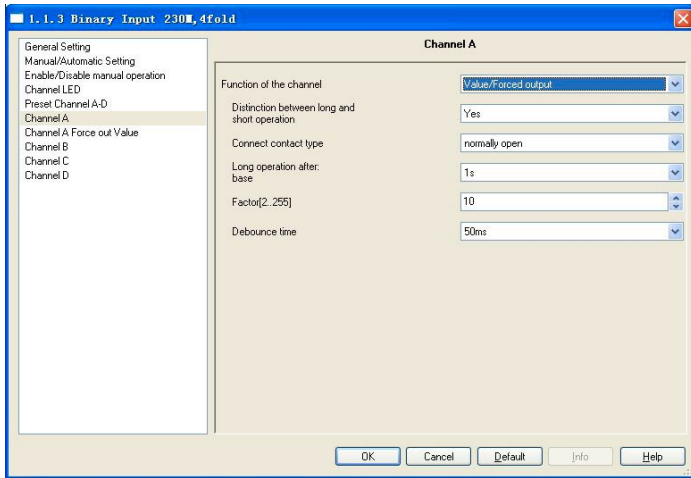 1.1.3 Binary Input 230M,4fold
General Setting
Manual/Automatic Setting
Enable/Disable manual operation
Channel LED
Preset Channel A-D
Channel A
Channel A Force out Value
Channel B
Channel C
Channel D
Channel A
Function of the channel
Value/Forced output
Distinction between long and
short operation
Yes
Connect contact type
normally open
Long operation after:
base
1s
Factor[2..255]
10
Debounce time
50ms
OK
Cancel
Default
Info
Help